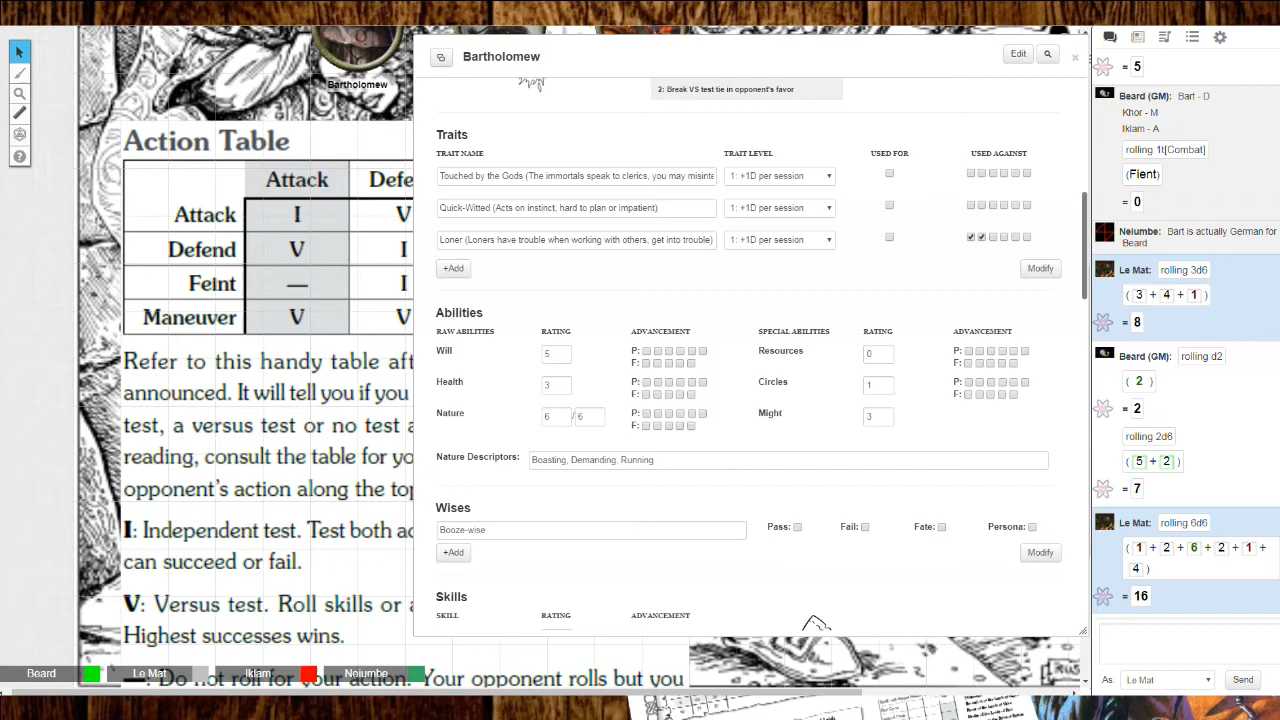 Bartholomew
Action Table
Attack Defe
Attack I V
Defend V I
Feint — I
Maneuver V V
Refer to this handy table aft
announced. It will tell you if you
test, a versus test or no test a
reading, consult the table for yo
opponent's action along the top
I: Independent test. Test both ac
can succeed or fail.
V: Versus test. Roll skills or a
Highest successes wins.
—: Do not roll for your action. Your opponent rolls but you
Beard Le Mat Iklam Neiumbe
Bartholomew
Edit
×
2: Break VS test tie in opponent's favor
Traits
TRAIT NAME TRAIT LEVEL USED FOR USED AGAINST
Touched by the Gods (The immortals speak to clerics, you may misinte 1: +1D per session
Quick-Witted (Acts on instinct, hard to plan or impatient) 1: +1D per session
Loner (Loners have trouble when working with others, get into trouble) 1: +1D per session
+Add Modify
Abilities
RAW ABILITIES RATING ADVANCEMENT SPECIAL ABILITIES RATING ADVANCEMENT
Will 5 P: F: Resources 0 P: F:
Health 3 P: F: Circles 1 P: F:
Nature 6 / 6 P: F: Might 3
Nature Descriptors: Boasting, Demanding, Running
Wises
Booze-wise Pass: Fail: Fate: Persona:
+Add Modify
Skills
SKILL RATING ADVANCEMENT
= 5
Beard (GM): Bart - D
Khor - M
Iklam - A
rolling 1t[Combat]
(Fient)
= 0
Neiumbe: Bart is actually German for
Beard
Le Mat: rolling 3d6
( 3 + 4 + 1 )
= 8
Beard (GM): rolling d2
( 2 )
= 2
rolling 2d6
( 5 + 2 )
= 7
Le Mat: rolling 6d6
( 1 + 2 + 6 + 2 + 1 +
4 )
= 16
As: Le Mat Send